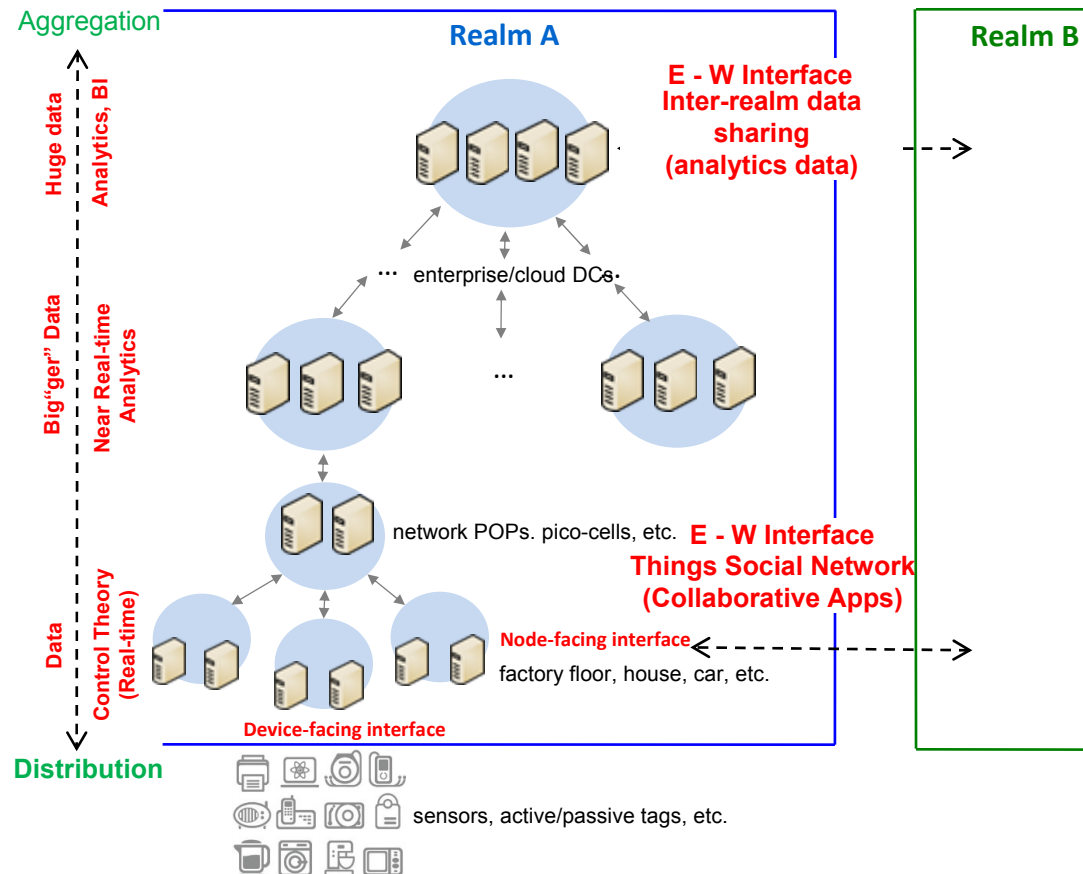 Aggregation
Realm A
Realm B
E - W Interface
Inter-realm data
sharing
(analytics data)
Huge data
Analytics, BI
... enterprise/cloud DCs...
Big“ger” Data
Near Real-time
Analytics
...
network POPs. pico-cells, etc.
E - W Interface
Things Social Network
(Collaborative Apps)
Data
Control Theory
(Real-time)
Node-facing interface
factory floor, house, car, etc.
Device-facing interface
Distribution
sensors, active/passive tags, etc.